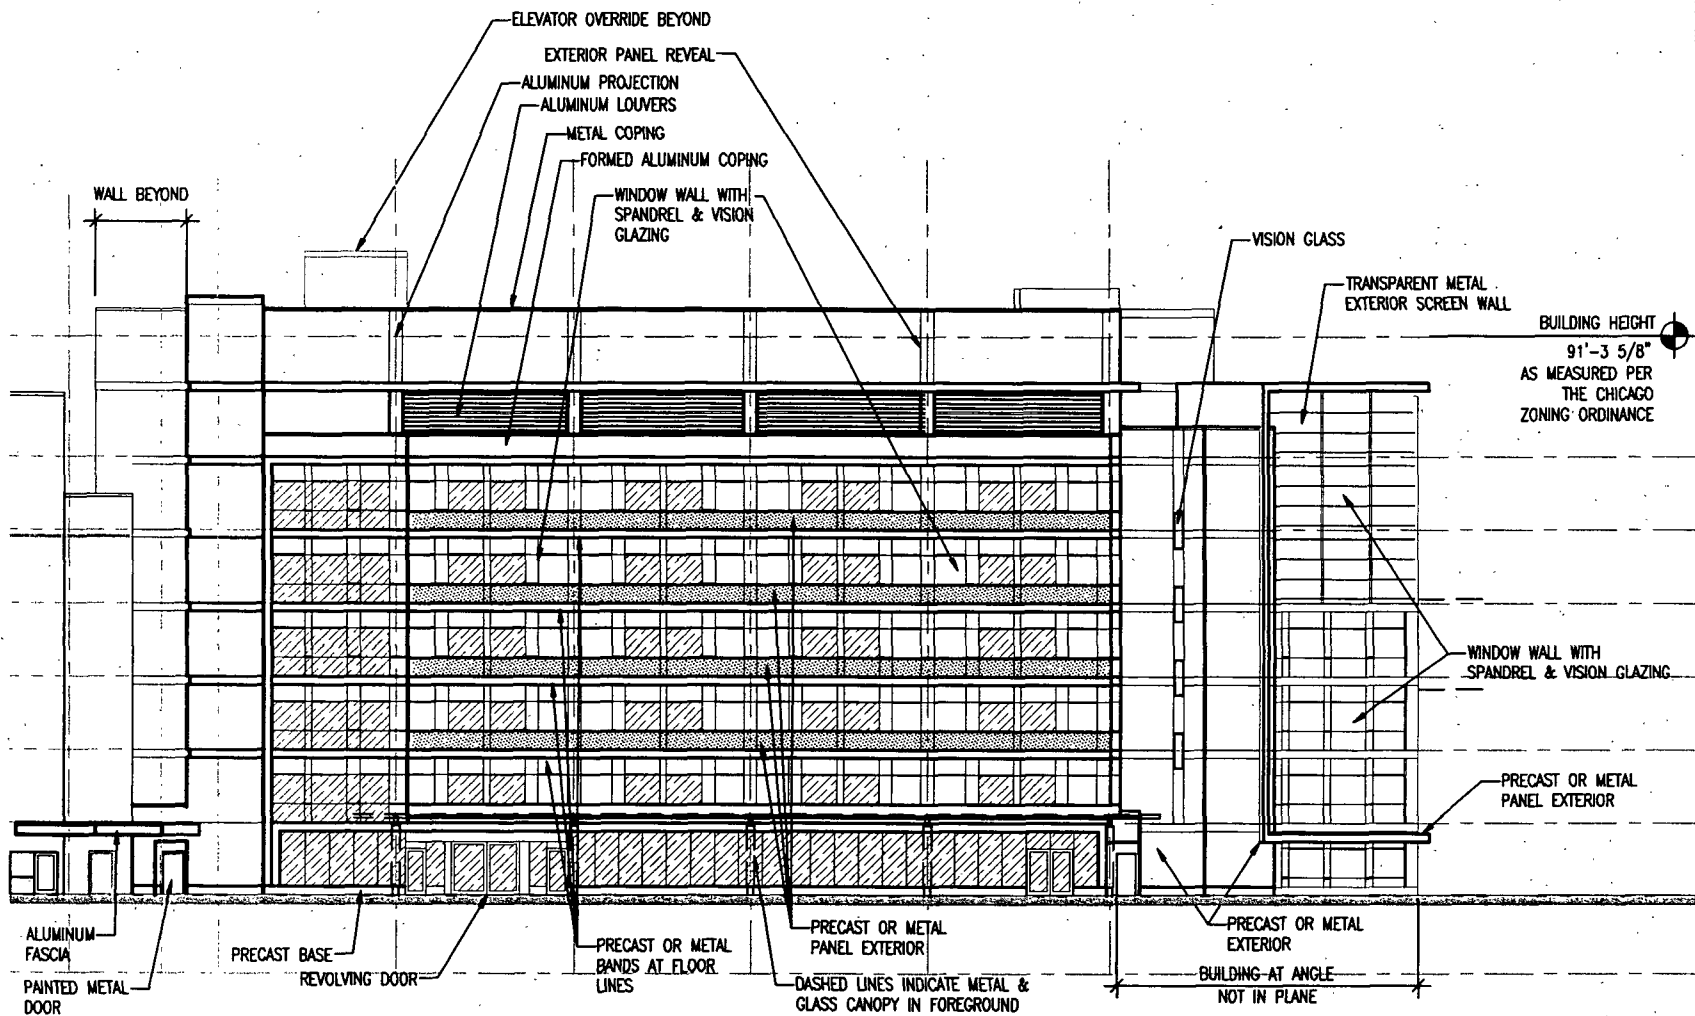 ELEVATOR OVERRIDE BEYOND
EXTERIOR PANEL REVEAL
ALUMINUM PROJECTION
ALUMINUM LOUVERS
METAL COPING
FORMED ALUMINUM COPING
WALL BEYOND
WINDOW WALL WITH
SPANDREL & VISION
GLAZING
VISION GLASS
TRANSPARENT METAL
EXTERIOR SCREEN WALL
BUILDING HEIGHT
91'-3 5/8"
AS MEASURED PER
THE CHICAGO
ZONING ORDINANCE
WINDOW WALL WITH
SPANDREL & VISION GLAZING
PRECAST OR METAL
PANEL EXTERIOR
ALUMINUM
FASCIA
PAINTED METAL
DOOR
PRECAST BASE
REVOLVING DOOR
PRECAST OR METAL
BANDS AT FLOOR
LINES
PRECAST OR METAL
PANEL EXTERIOR
DASHED LINES INDICATE METAL &
GLASS CANOPY IN FOREGROUND
PRECAST OR METAL
EXTERIOR
BUILDING AT ANGLE
NOT IN PLANE